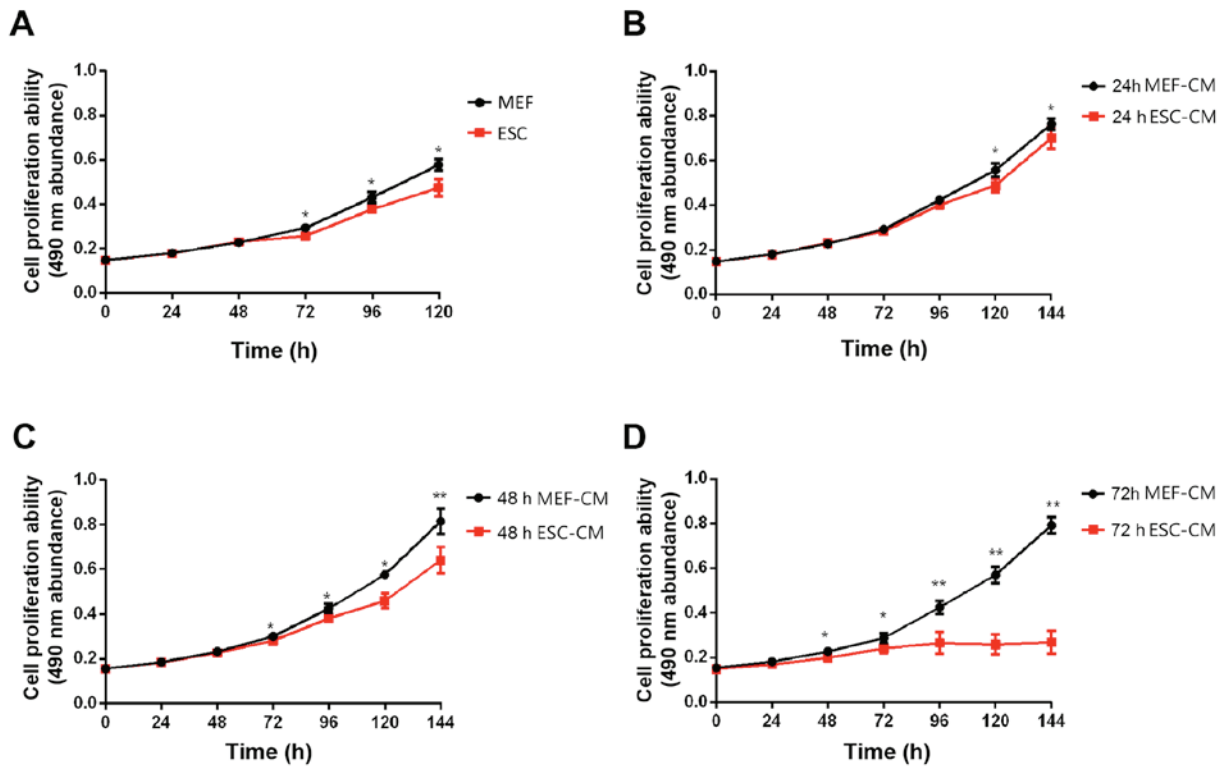 A
Cell proliferation ability
(490 nm abundance)
1.0
0.8
0.6
0.4
0.2
0.0
0 24 48 72 96 120
Time (h)
MEF
ESC
*
*
*
B
Cell proliferation ability
(490 nm abundance)
1.0
0.8
0.6
0.4
0.2
0.0
0 24 48 72 96 120 144
Time (h)
24h MEF-CM
24 h ESC-CM
*
*
C
Cell proliferation ability
(490 nm abundance)
1.0
0.8
0.6
0.4
0.2
0.0
0 24 48 72 96 120 144
Time (h)
48 h MEF-CM
48 h ESC-CM
*
*
*
**
D
Cell proliferation ability
(490 nm abundance)
1.0
0.8
0.6
0.4
0.2
0.0
0 24 48 72 96 120 144
Time (h)
72h MEF-CM
72 h ESC-CM
*
*
**
**
**